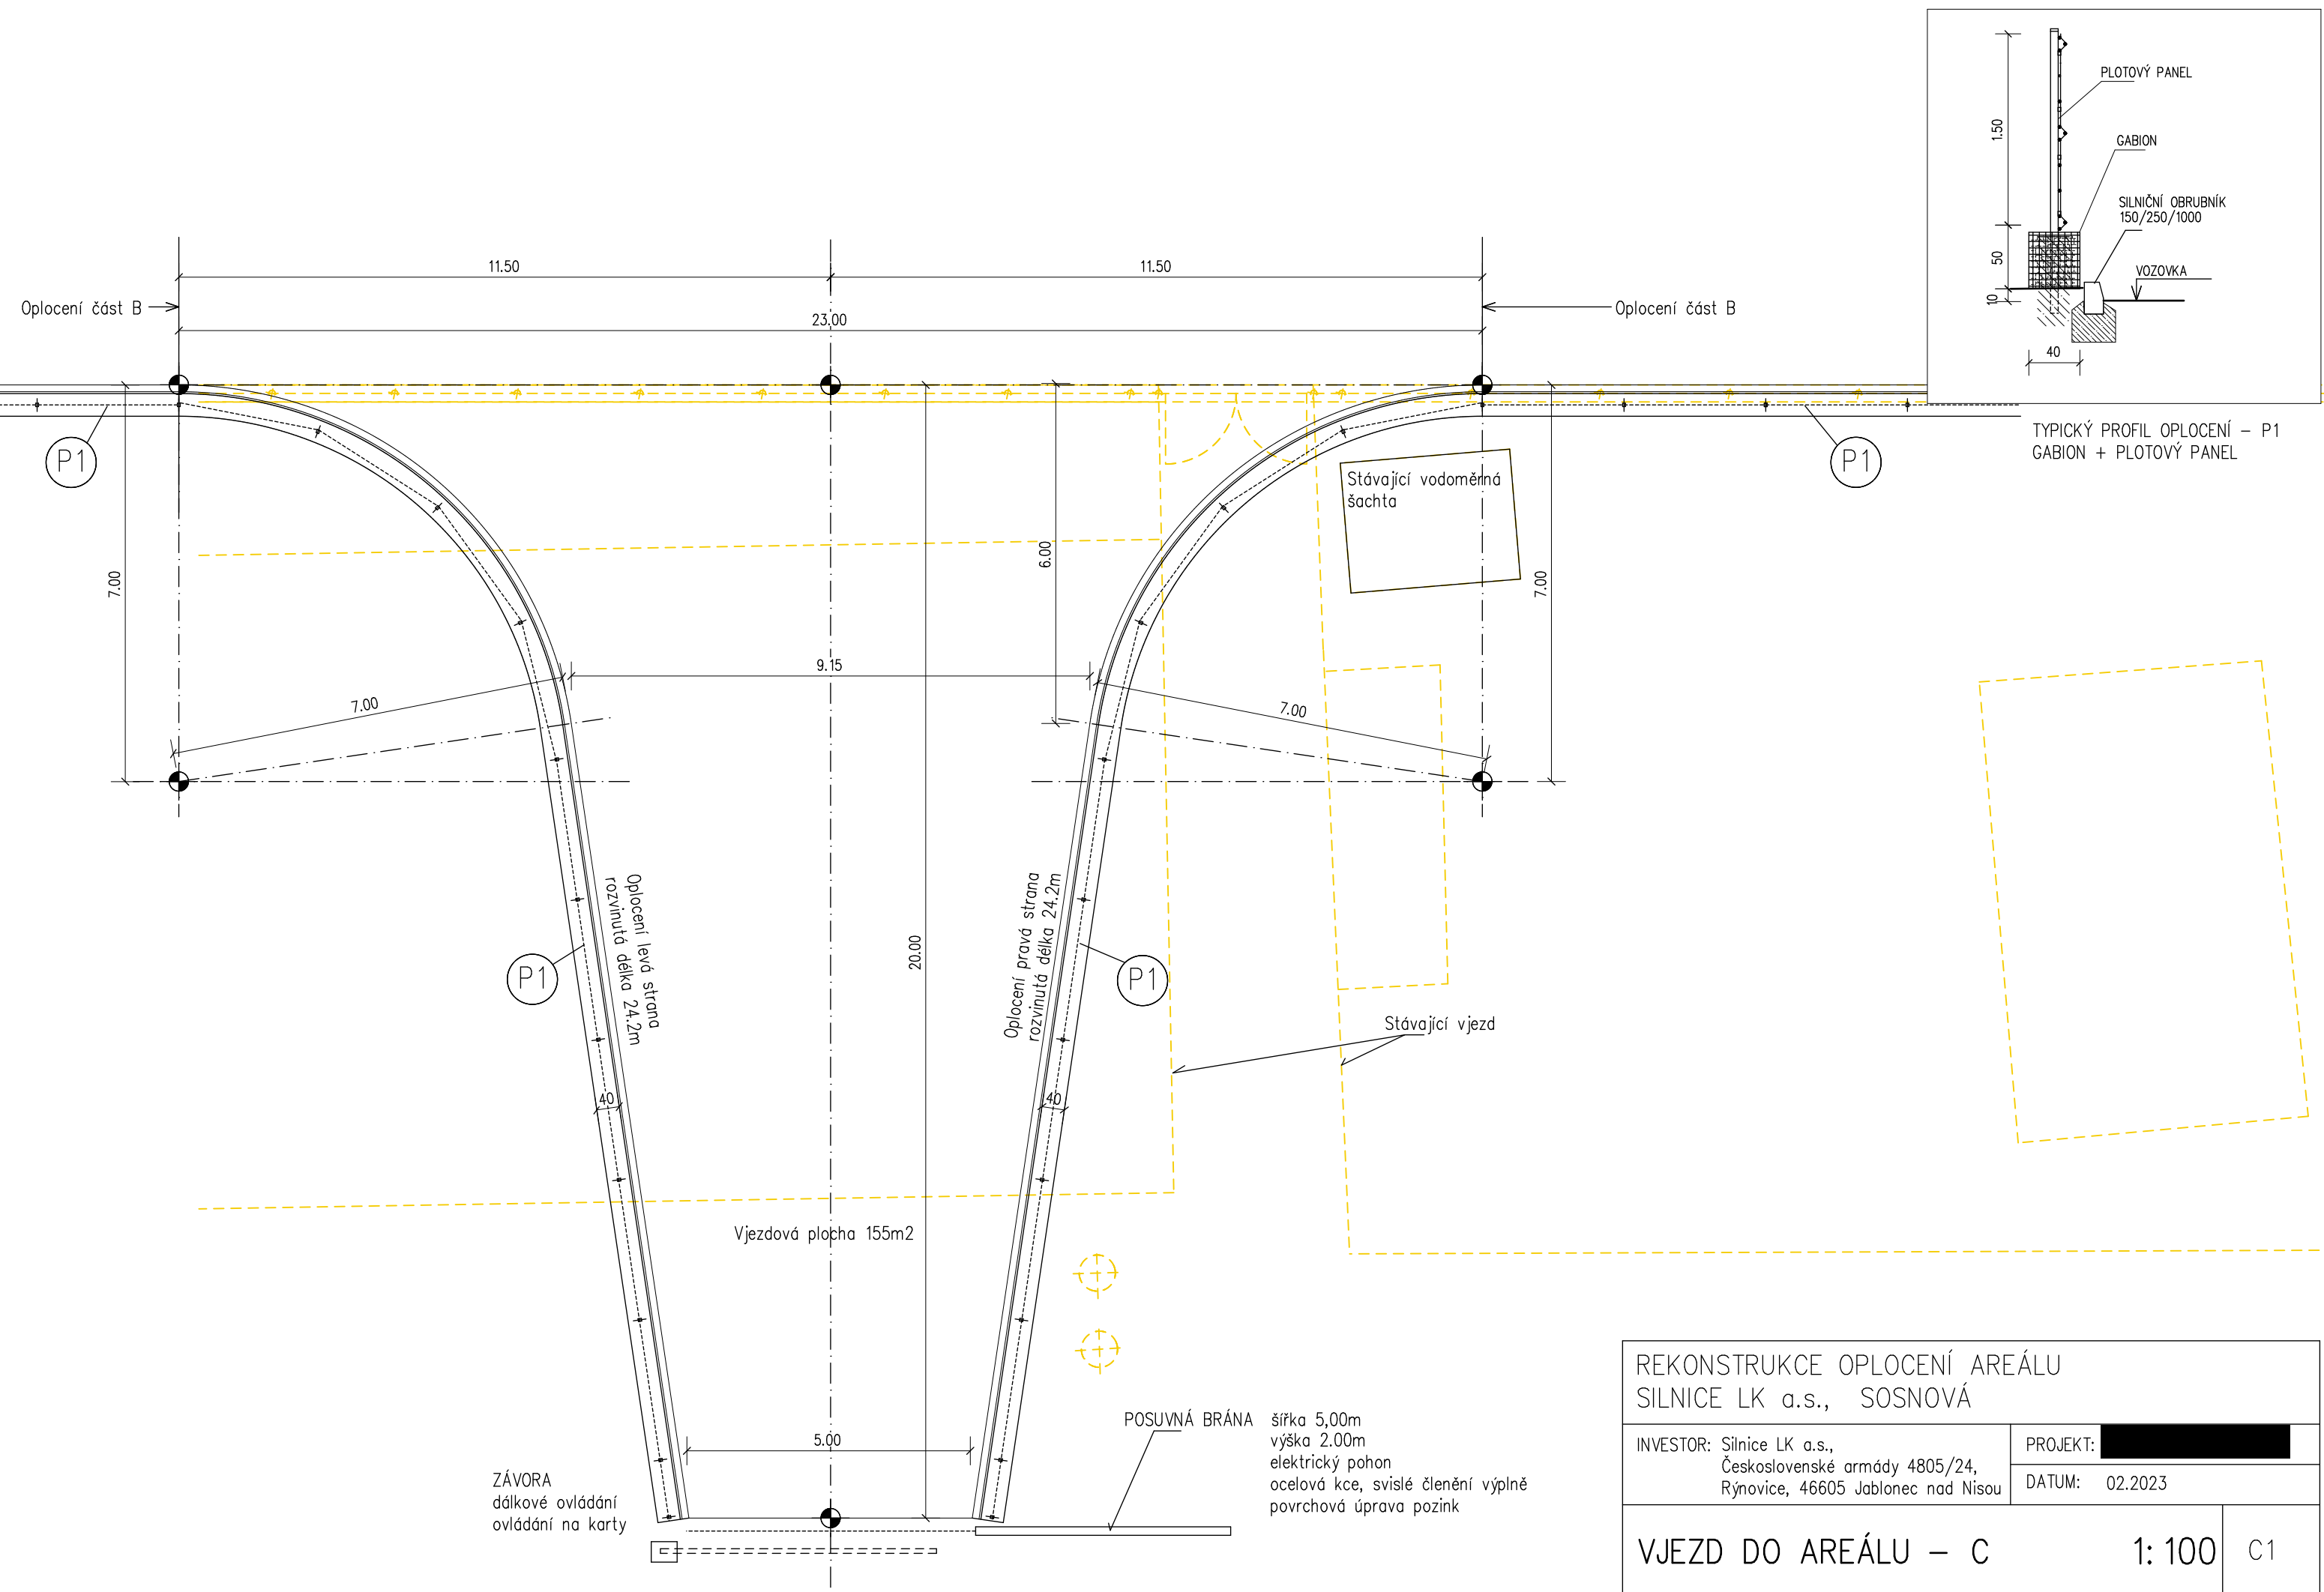 PLOTOVÝ PANEL
1.50
GABION
SILNIČNÍ OBRUBNÍK
150/250/1000
50
VOZOVKA
10
40
TYPICKÝ PROFIL OPLOCENÍ – P1
GABION + PLOTOVÝ PANEL
11.50
11.50
Oplocení část B
23.00
Oplocení část B
P1
P1
Stávající vodoměrná
šachta
7.00
6.00
7.00
9.15
7.00
7.00
Oplocení levá strana
rozvinutá délka 24.2m
Oplocení pravá strana
rozvinutá délka 24.2m
20.00
P1
P1
Stávající vjezd
40
40
Vjezdová plocha 155m2
5.00
POSUVNÁ BRÁNA šířka 5,00m
výška 2.00m
elektrický pohon
ocelová kce, svislé členění výplně
povrchová úprava pozink
ZÁVORA
dálkové ovládání
ovládání na karty
REKONSTRUKCE OPLOCENÍ AREÁLU
SILNICE LK a.s., SOSNOVÁ
INVESTOR: Silnice LK a.s.,
Československé armády 4805/24,
Rýnovice, 46605 Jablonec nad Nisou
PROJEKT:
DATUM: 02.2023
VJEZD DO AREÁLU – C 1: 100 C1